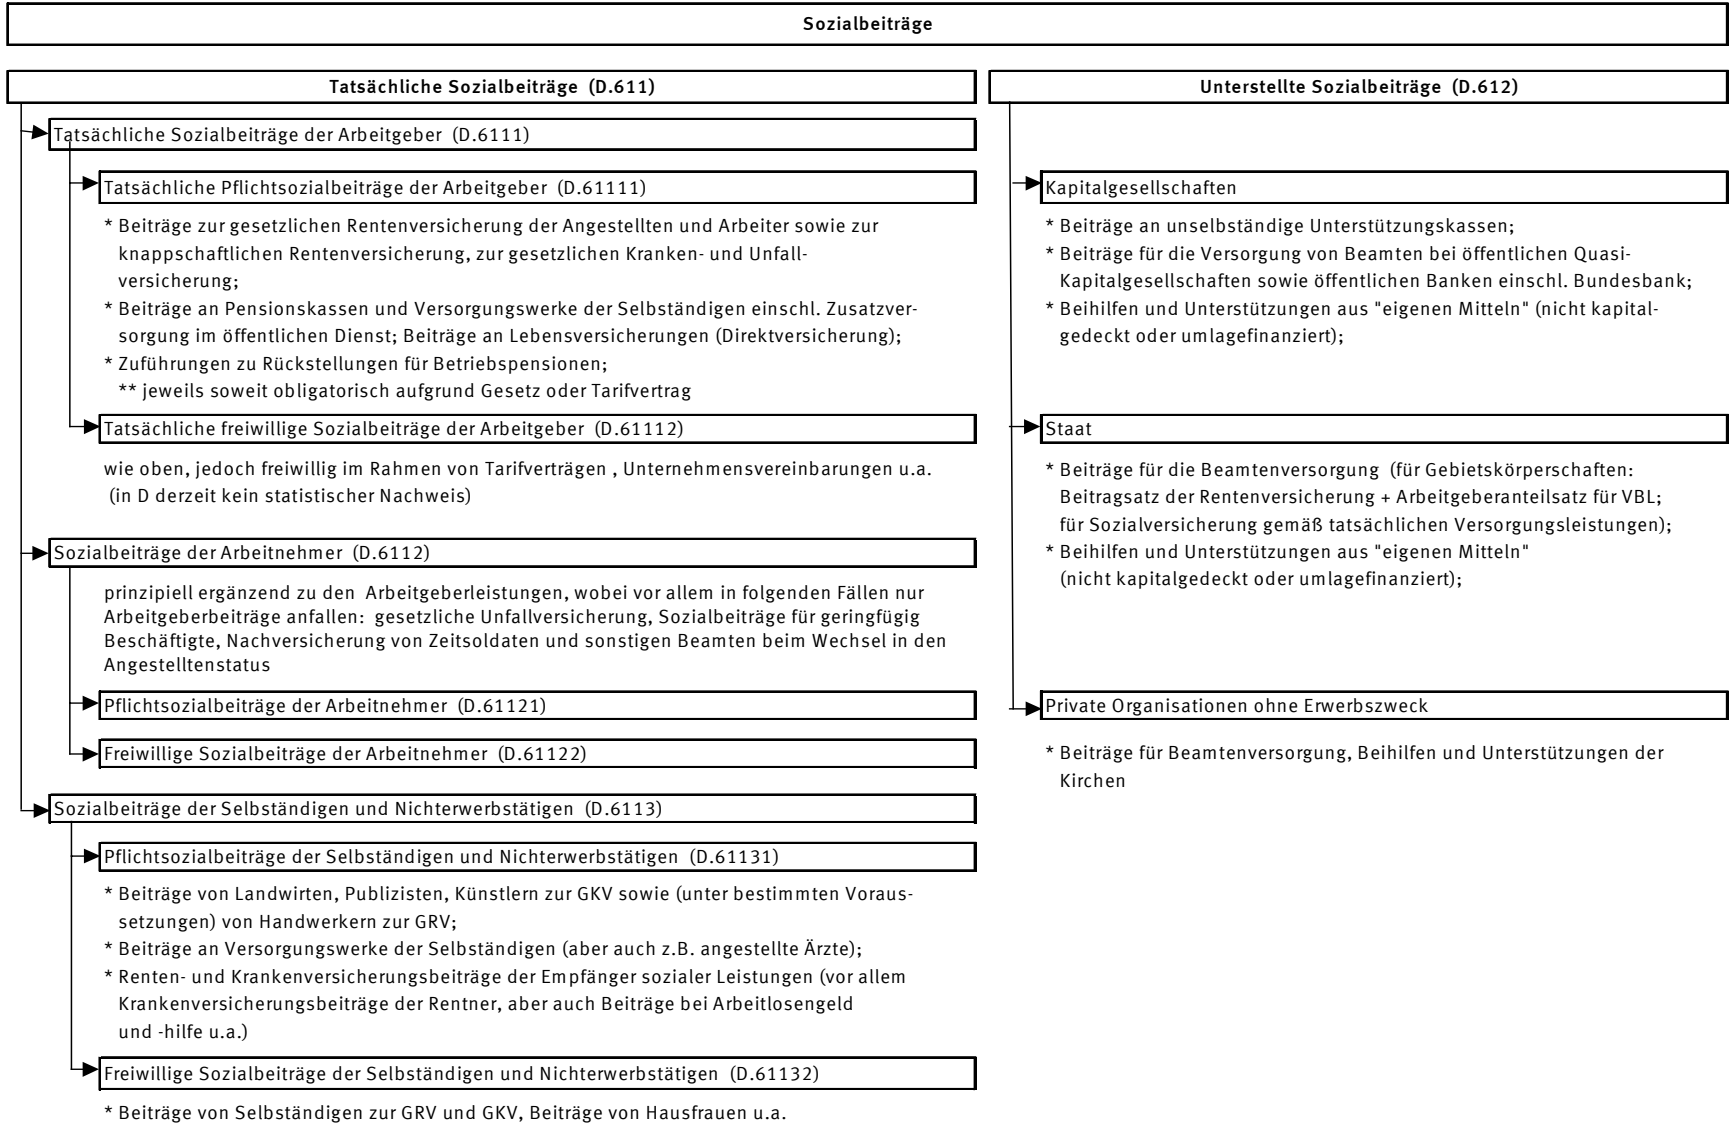 Sozialbeiträge
Tatsächliche Sozialbeiträge (D.611)
Tatsächliche Sozialbeiträge der Arbeitgeber (D.6111)
Tatsächliche Pflichtsozialbeiträge der Arbeitgeber (D.61111)
* Beiträge zur gesetzlichen Rentenversicherung der Angestellten und Arbeiter sowie zur
knappschaftlichen Rentenversicherung, zur gesetzlichen Kranken- und Unfall-
versicherung;
* Beiträge an Pensionskassen und Versorgungswerke der Selbständigen einschl. Zusatzver-
sorgung im öffentlichen Dienst; Beiträge an Lebensversicherungen (Direktversicherung);
* Zuführungen zu Rückstellungen für Betriebspensionen;
** jeweils soweit obligatorisch aufgrund Gesetz oder Tarifvertrag
Tatsächliche freiwillige Sozialbeiträge der Arbeitgeber (D.61112)
wie oben, jedoch freiwillig im Rahmen von Tarifverträgen , Unternehmensvereinbarungen u.a.
(in D derzeit kein statistischer Nachweis)
Sozialbeiträge der Arbeitnehmer (D.6112)
prinzipiell ergänzend zu den Arbeitgeberleistungen, wobei vor allem in folgenden Fällen nur
Arbeitgeberbeiträge anfallen: gesetzliche Unfallversicherung, Sozialbeiträge für geringfügig
Beschäftigte, Nachversicherung von Zeitsoldaten und sonstigen Beamten beim Wechsel in den
Angestelltenstatus
Pflichtsozialbeiträge der Arbeitnehmer (D.61121)
Freiwillige Sozialbeiträge der Arbeitnehmer (D.61122)
Sozialbeiträge der Selbständigen und Nichterwerbstätigen (D.6113)
Pflichtsozialbeiträge der Selbständigen und Nichterwerbstätigen (D.61131)
* Beiträge von Landwirten, Publizisten, Künstlern zur GKV sowie (unter bestimmten Voraus-
setzungen) von Handwerkern zur GRV;
* Beiträge an Versorgungswerke der Selbständigen (aber auch z.B. angestellte Ärzte);
* Renten- und Krankenversicherungsbeiträge der Empfänger sozialer Leistungen (vor allem
Krankenversicherungsbeiträge der Rentner, aber auch Beiträge bei Arbeitlosengeld
und -hilfe u.a.)
Freiwillige Sozialbeiträge der Selbständigen und Nichterwerbstätigen (D.61132)
* Beiträge von Selbständigen zur GRV und GKV, Beiträge von Hausfrauen u.a.
Unterstellte Sozialbeiträge (D.612)
Kapitalgesellschaften
* Beiträge an unselbständige Unterstützungskassen;
* Beiträge für die Versorgung von Beamten bei öffentlichen Quasi-
Kapitalgesellschaften sowie öffentlichen Banken einschl. Bundesbank;
* Beihilfen und Unterstützungen aus "eigenen Mitteln" (nicht kapital-
gedeckt oder umlagefinanziert);
Staat
* Beiträge für die Beamtenversorgung (für Gebietskörperschaften:
Beitragsatz der Rentenversicherung + Arbeitgeberanteilsatz für VBL;
für Sozialversicherung gemäß tatsächlichen Versorgungsleistungen);
* Beihilfen und Unterstützungen aus "eigenen Mitteln"
(nicht kapitalgedeckt oder umlagefinanziert);
Private Organisationen ohne Erwerbszweck
* Beiträge für Beamtenversorgung, Beihilfen und Unterstützungen der
Kirchen